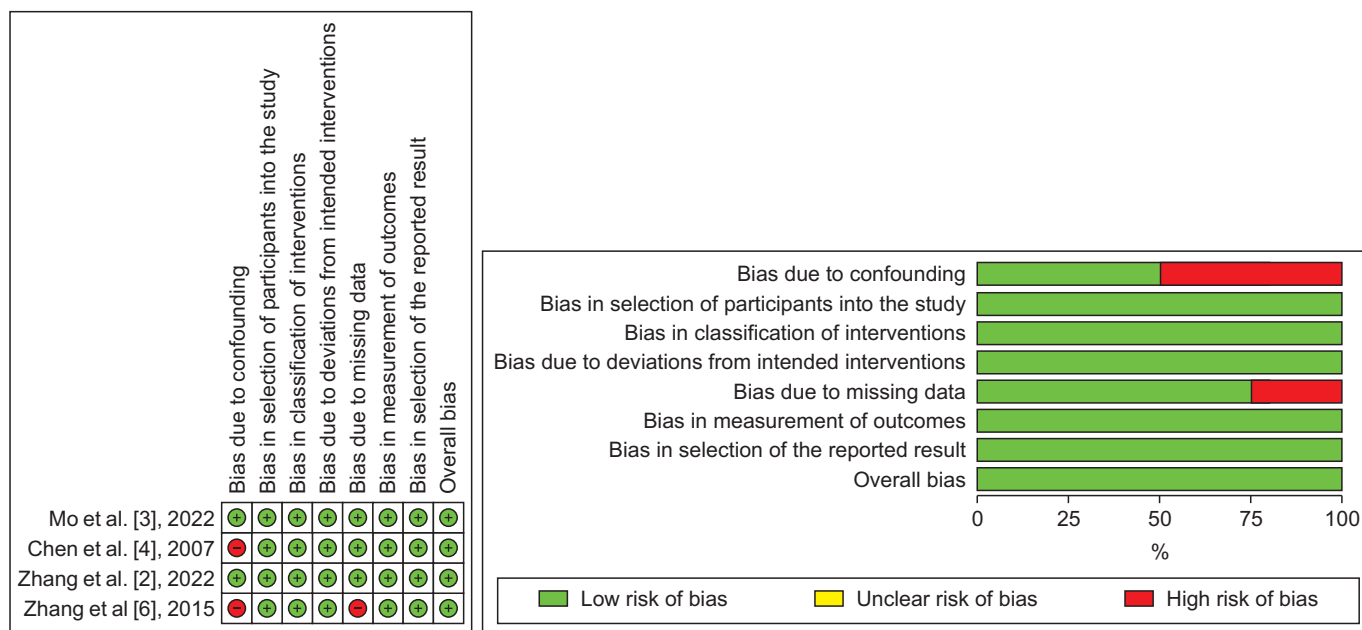 Bias due to confounding
Bias in selection of participants into the study
Bias in classification of interventions
Bias due to deviations from intended interventions
Bias due to missing data
Bias in measurement of outcomes
Bias in selection of the reported result
Overall bias
Mo et al. [3], 2022 + + + + + + + +
Chen et al. [4], 2007 − + + + + + + +
Zhang et al. [2], 2022 + + + + + + + +
Zhang et al [6], 2015 − + + + − + + +
Bias due to confounding
Bias in selection of participants into the study
Bias in classification of interventions
Bias due to deviations from intended interventions
Bias due to missing data
Bias in measurement of outcomes
Bias in selection of the reported result
Overall bias
0 25 50 75 100
%
Low risk of bias Unclear risk of bias High risk of bias